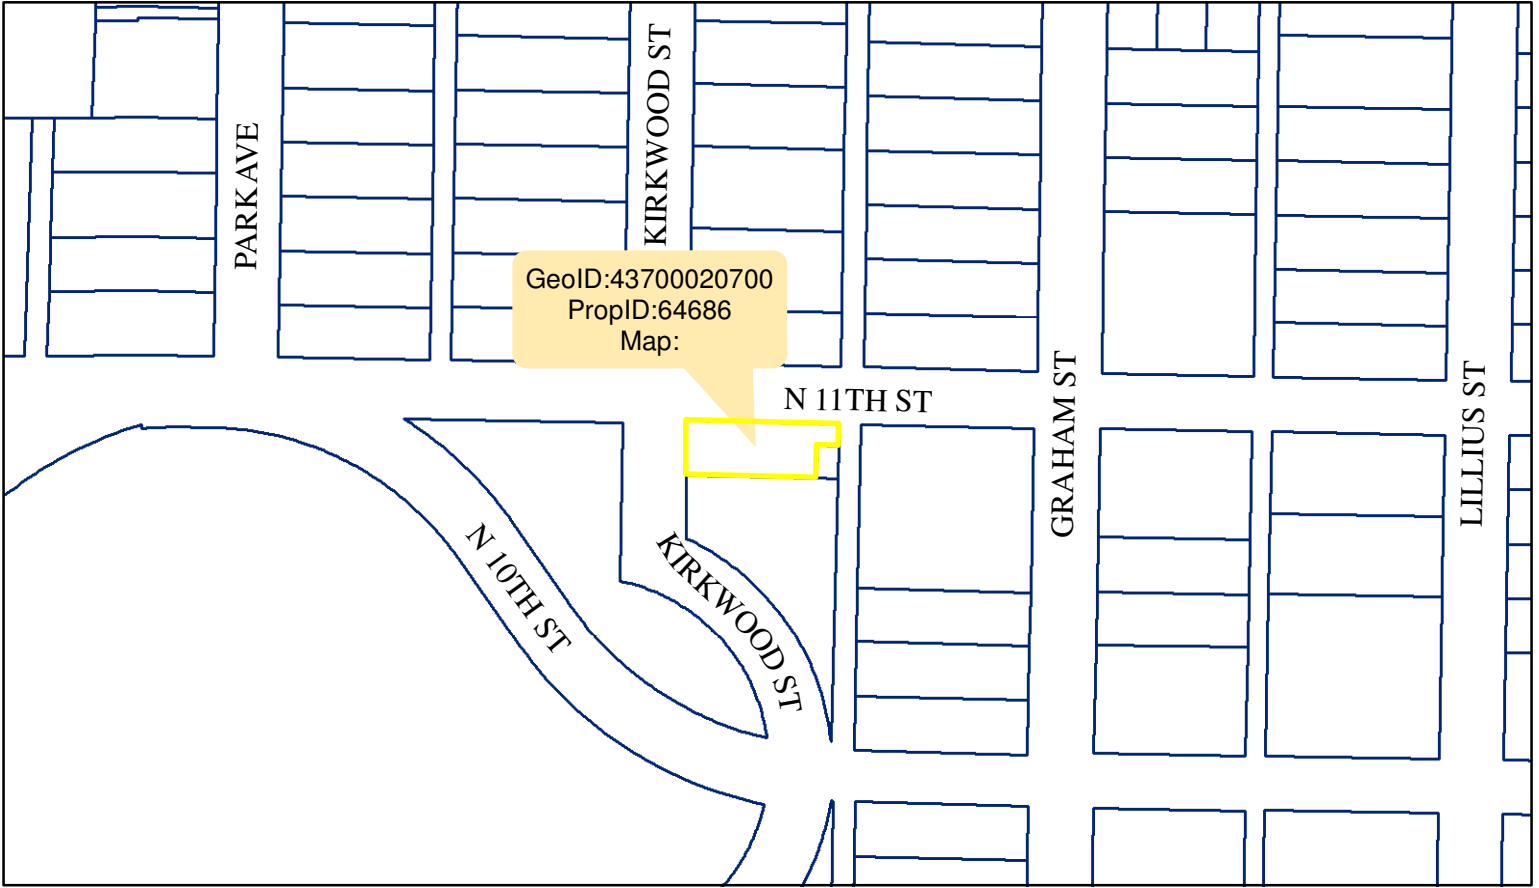 KIRKWOOD ST
PARK AVE
GeoID:43700020700
PropID:64686
Map:
N 11TH ST
GRAHAM ST
LILLIUS ST
N 10TH ST
KIRKWOOD ST